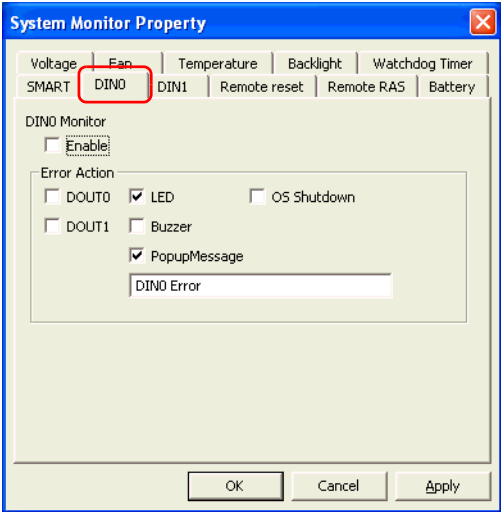 System Monitor Property
Voltage Fan Temperature Backlight Watchdog Timer
SMART DIN0 DIN1 Remote reset Remote RAS Battery
DIN0 Monitor
Enable
Error Action
DOUT0 LED OS Shutdown
DOUT1 Buzzer
PopupMessage
DIN0 Error
OK Cancel Apply